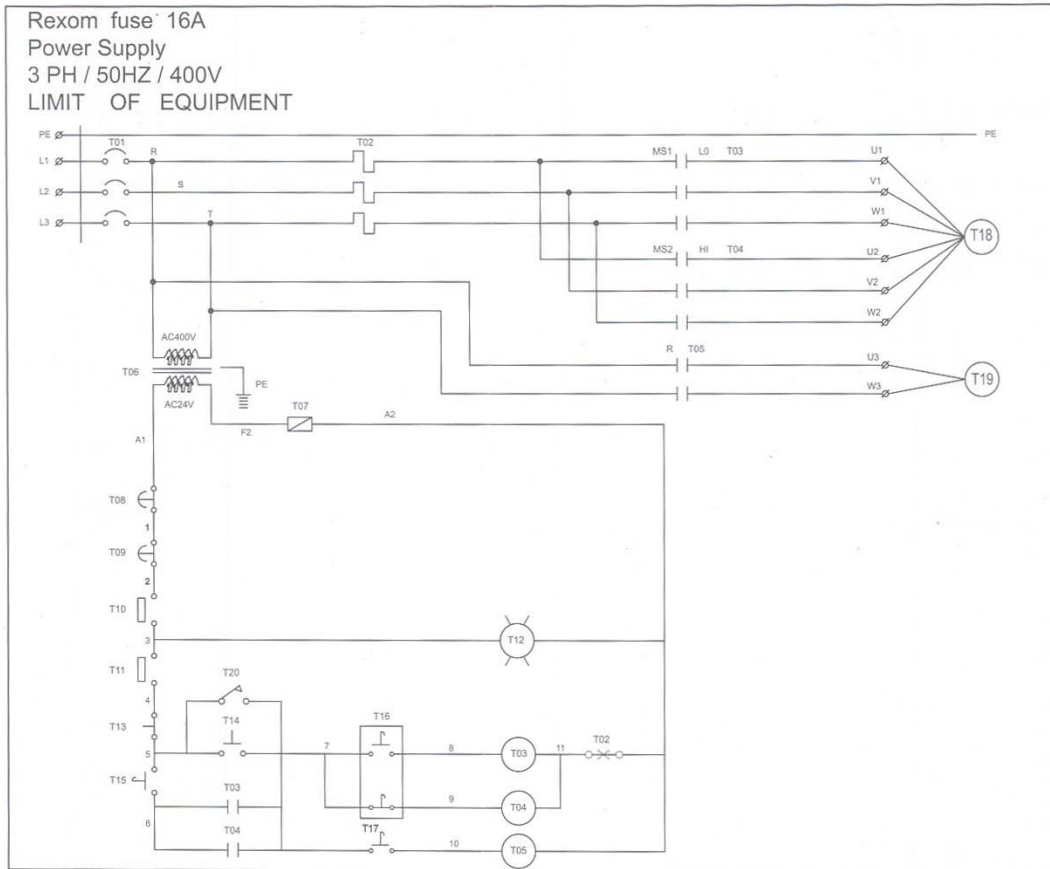 Rexom fuse 16A
Power Supply
3 PH / 50HZ / 400V
LIMIT OF EQUIPMENT
PE
PE
T01
R
T02
MS1
L0
T03
U1
L1
L2
S
V1
L3
T
W1
T18
MS2
HI
T04
U2
V2
W2
AC400V
R
T05
U3
T06
PE
T19
AC24V
W3
T07
A2
F2
A1
T08
1
T09
2
T10
3
T12
T11
T20
4
T14
T16
T13
7
8
T03
11
T02
5
T15
T03
9
T04
6
T04
T17
10
T05